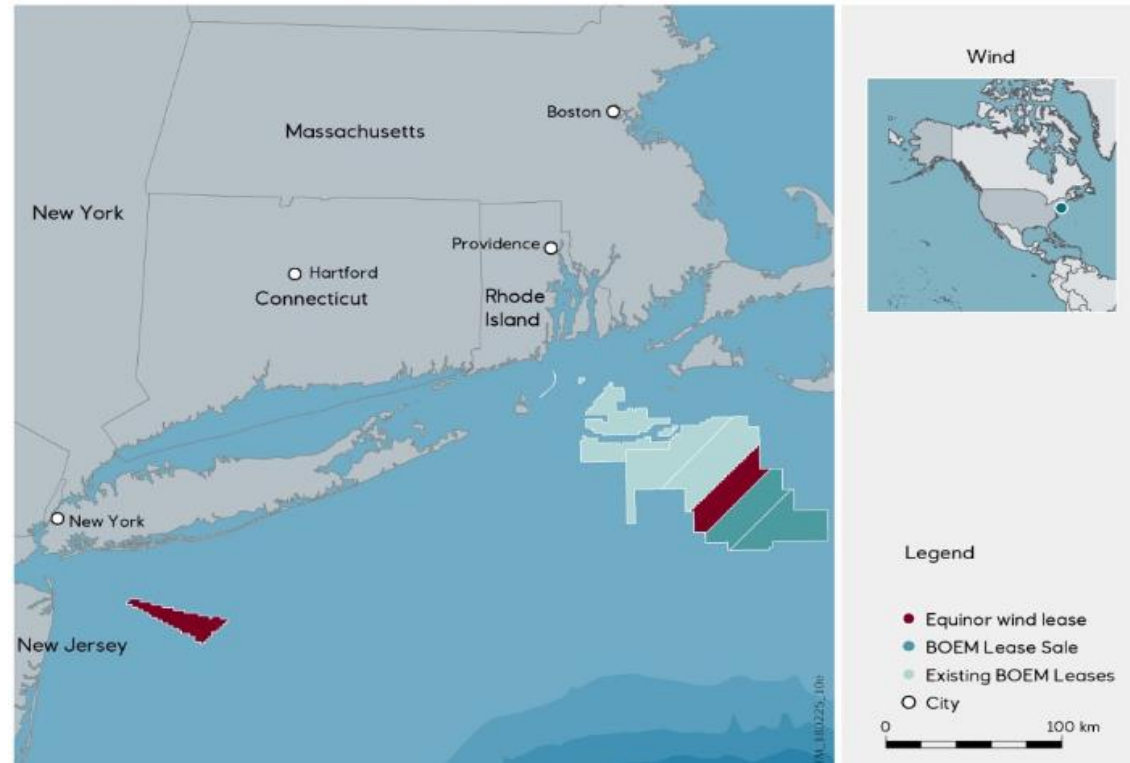 Boston
Massachusetts
New York
Providence
Hartford
Connecticut
Rhode
Island
New York
New Jersey
Wind
Legend
Equinor wind lease
BOEM Lease Sale
Existing BOEM Leases
City
0
100 km